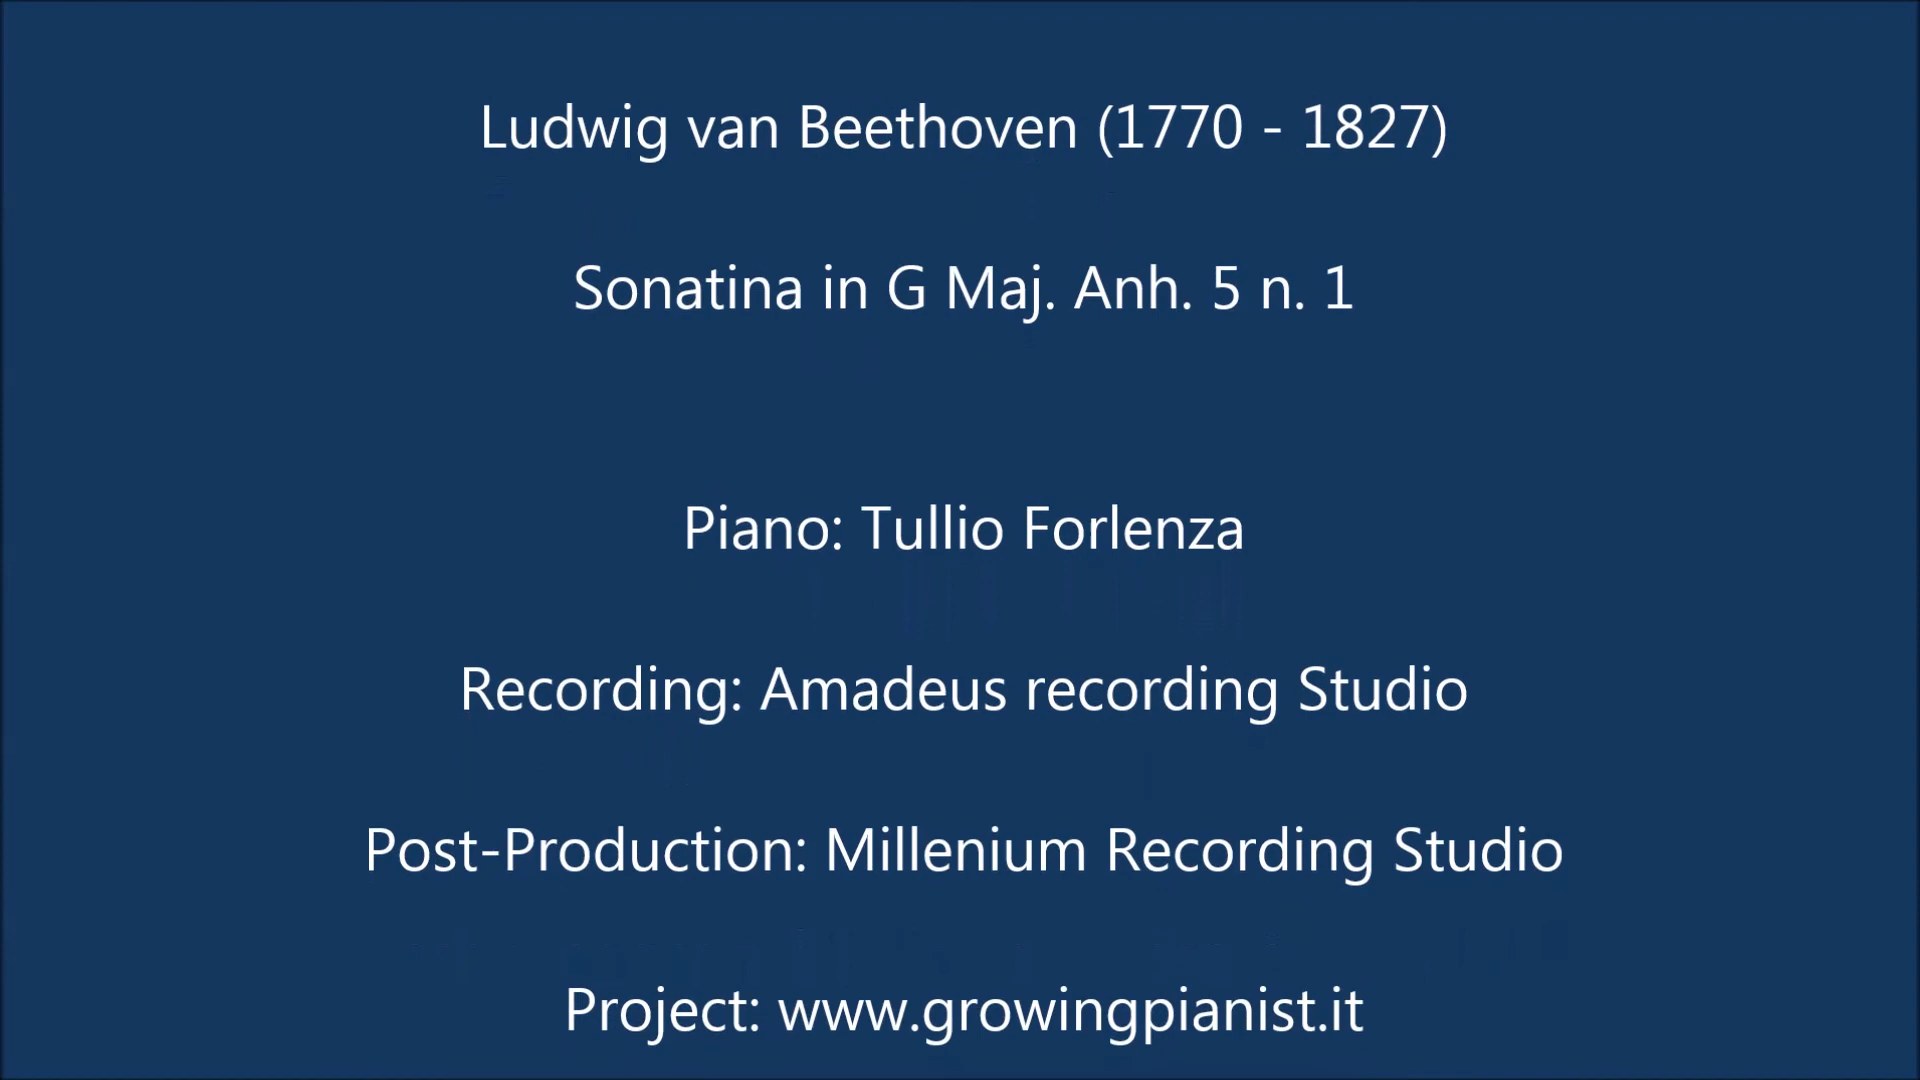 Ludwig van Beethoven (1770 - 1827)
Sonatina in G Maj. Anh. 5 n. 1
Piano: Tullio Forlenza
Recording: Amadeus recording Studio
Post-Production: Millenium Recording Studio
Project: www.growingpianist.it